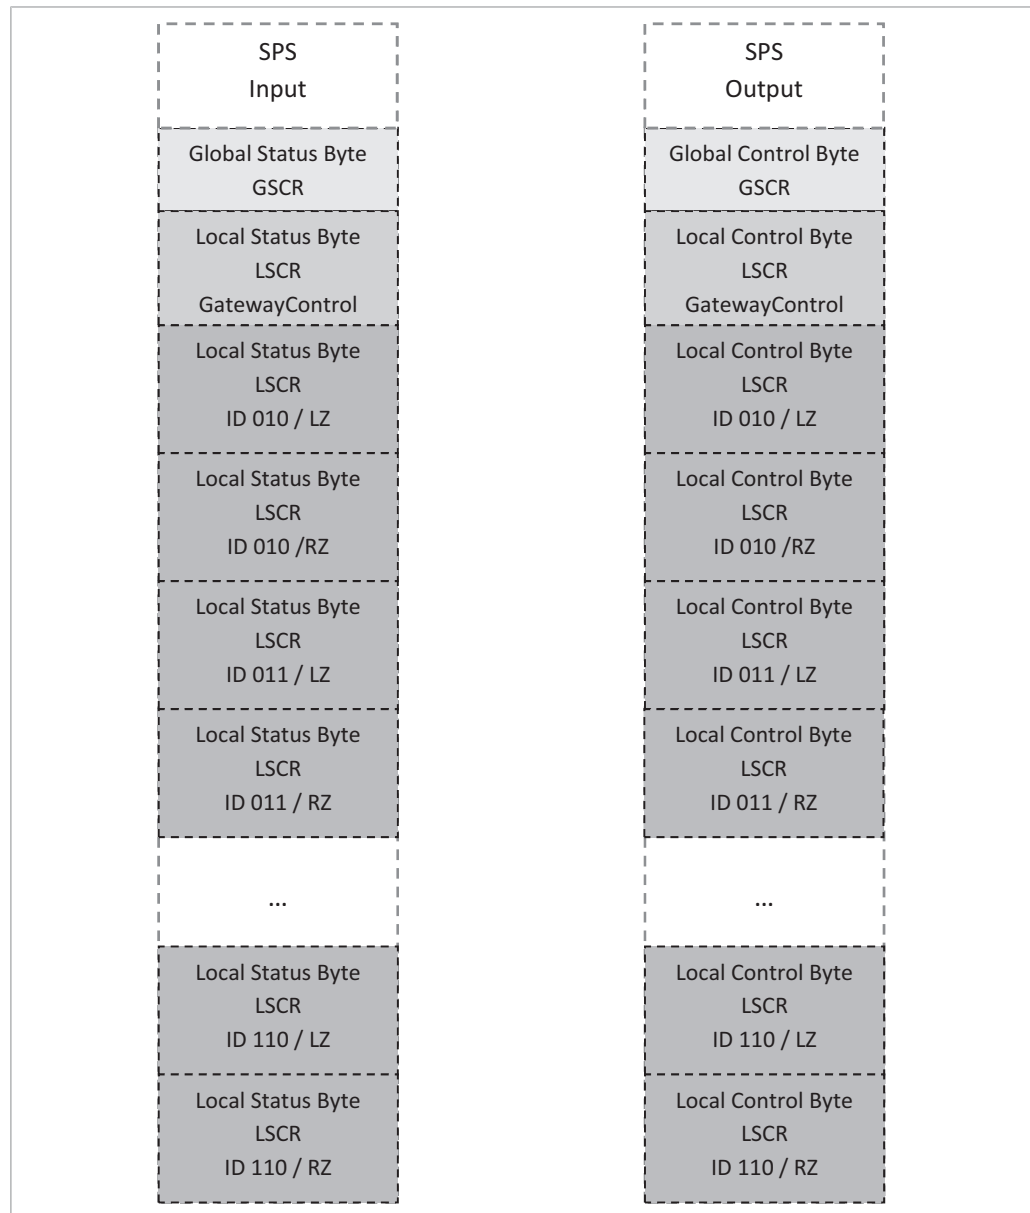 SPS
Input
Global Status Byte
GSCR
Local Status Byte
LSCR
GatewayControl
Local Status Byte
LSCR
ID 010 / LZ
Local Status Byte
LSCR
ID 010 /RZ
Local Status Byte
LSCR
ID 011 / LZ
Local Status Byte
LSCR
ID 011 / RZ
...
Local Status Byte
LSCR
ID 110 / LZ
Local Status Byte
LSCR
ID 110 / RZ
SPS
Output
Global Control Byte
GSCR
Local Control Byte
LSCR
GatewayControl
Local Control Byte
LSCR
ID 010 / LZ
Local Control Byte
LSCR
ID 010 /RZ
Local Control Byte
LSCR
ID 011 / LZ
Local Control Byte
LSCR
ID 011 / RZ
...
Local Control Byte
LSCR
ID 110 / LZ
Local Control Byte
LSCR
ID 110 / RZ